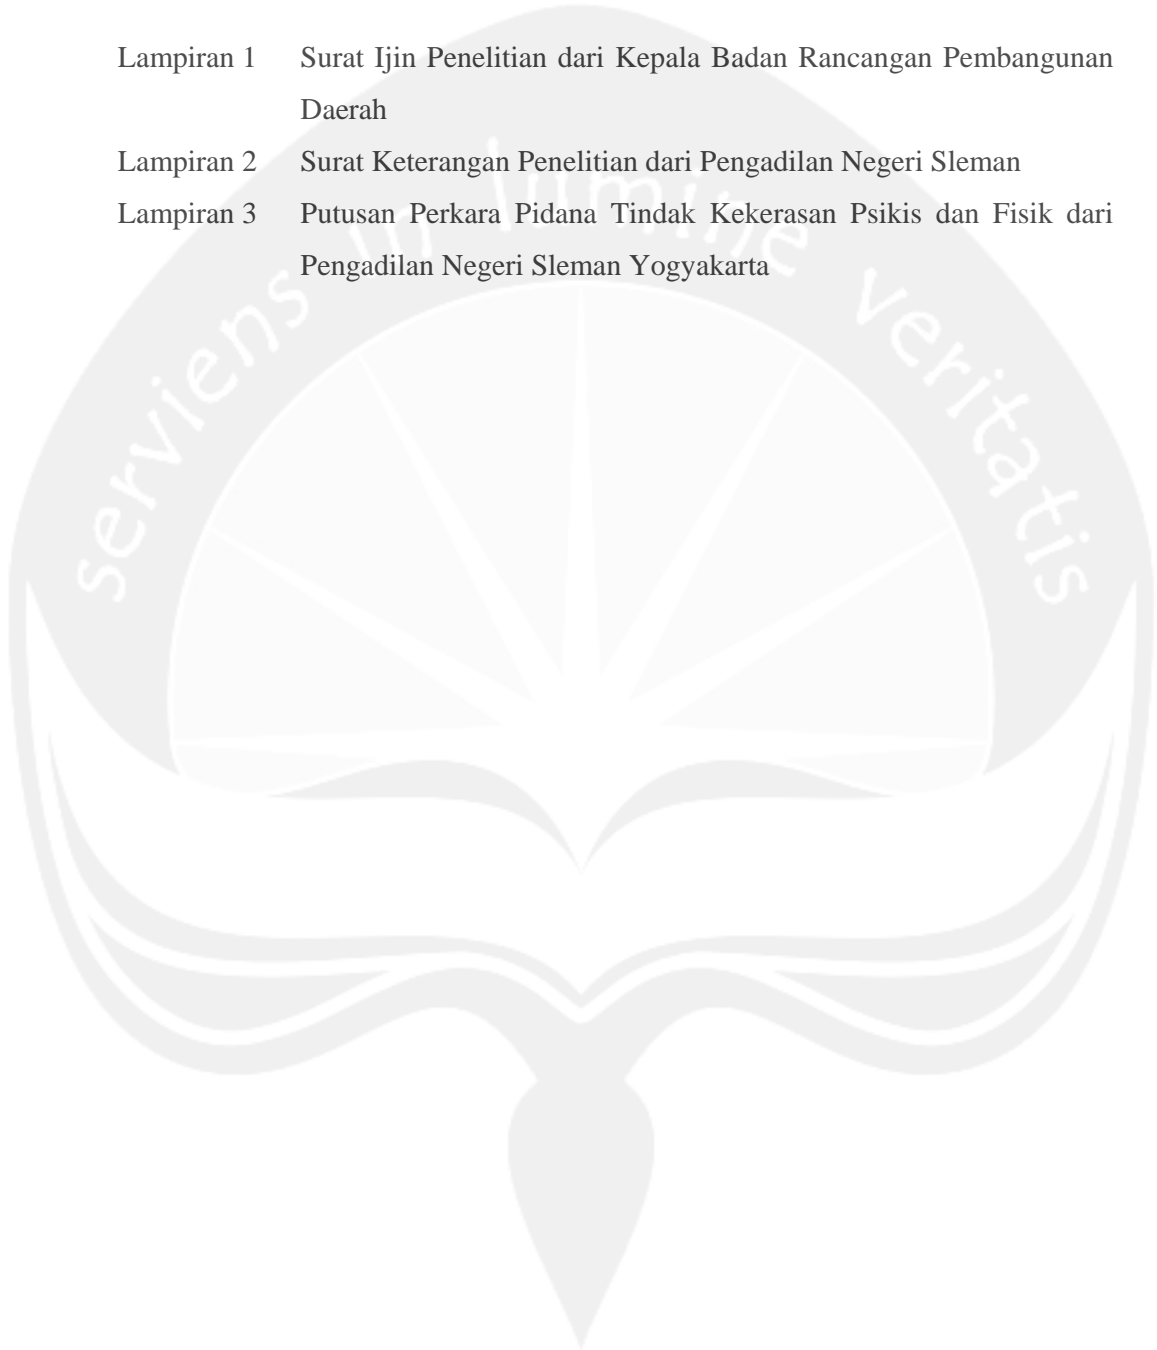 Lampiran 1 Surat Ijin Penelitian dari Kepala Badan Rancangan Pembangunan
Daerah
Lampiran 2 Surat Keterangan Penelitian dari Pengadilan Negeri Sleman
Lampiran 3 Putusan Perkara Pidana Tindak Kekerasan Psikis dan Fisik dari
Pengadilan Negeri Sleman Yogyakarta
serviens in lumine veritatis